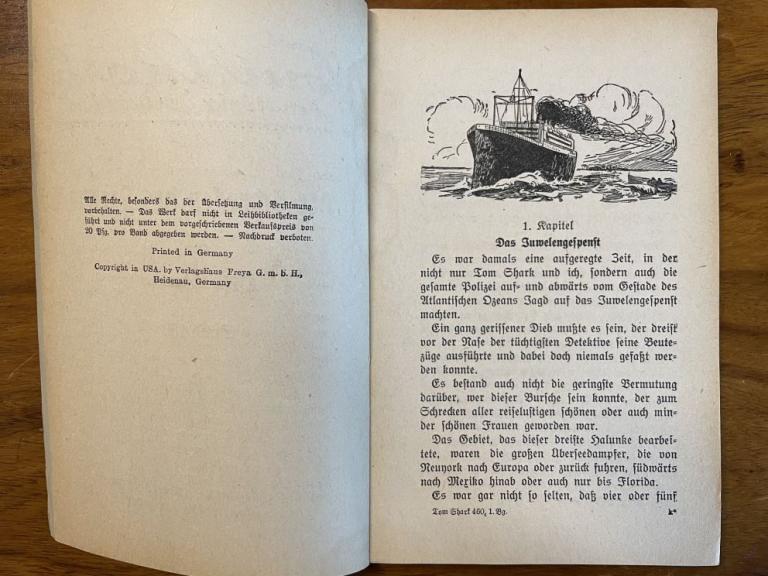 Alle Rechte, besonders das der Übersetzung und Verfilmung,
vorbehalten. — Das Werk darf nicht in Leihbibliotheken ge-
führt und nicht unter dem vorgeschriebenen Verkaufspreis von
20 Pfg. pro Band abgegeben werden. — Nachdruck verboten.
Printed in Germany
Copyright in USA. by Verlagshaus Freya G. m. b. H.,
Heidenau, Germany
1. Kapitel
Das Juwelengespenst
Es war damals eine aufgeregte Zeit, in der
nicht nur Tom Shark und ich, sondern auch die
gesamte Polizei auf- und abwärts vom Gestade des
Atlantischen Ozeans Jagd auf das Juwelengespenst
machten.
Ein ganz gerissener Dieb mußte es sein, der dreist
vor der Nase der tüchtigsten Detektive seine Beute-
züge ausführte und dabei doch niemals gefaßt wer-
den konnte.
Es bestand auch nicht die geringste Vermutung
darüber, wer dieser Bursche sein konnte, der zum
Schrecken aller reiselustigen schönen oder auch min-
der schönen Frauen geworden war.
Das Gebiet, das dieser dreiste Halunke bearbei-
tete, waren die großen Überseedampfer, die von
Neuyork nach Europa oder zurück fuhren, südwärts
nach Mexiko hinab oder auch nur bis Florida.
Es war gar nicht so selten, daß vier oder fünf
Tom Shark 460, 1. Bg.